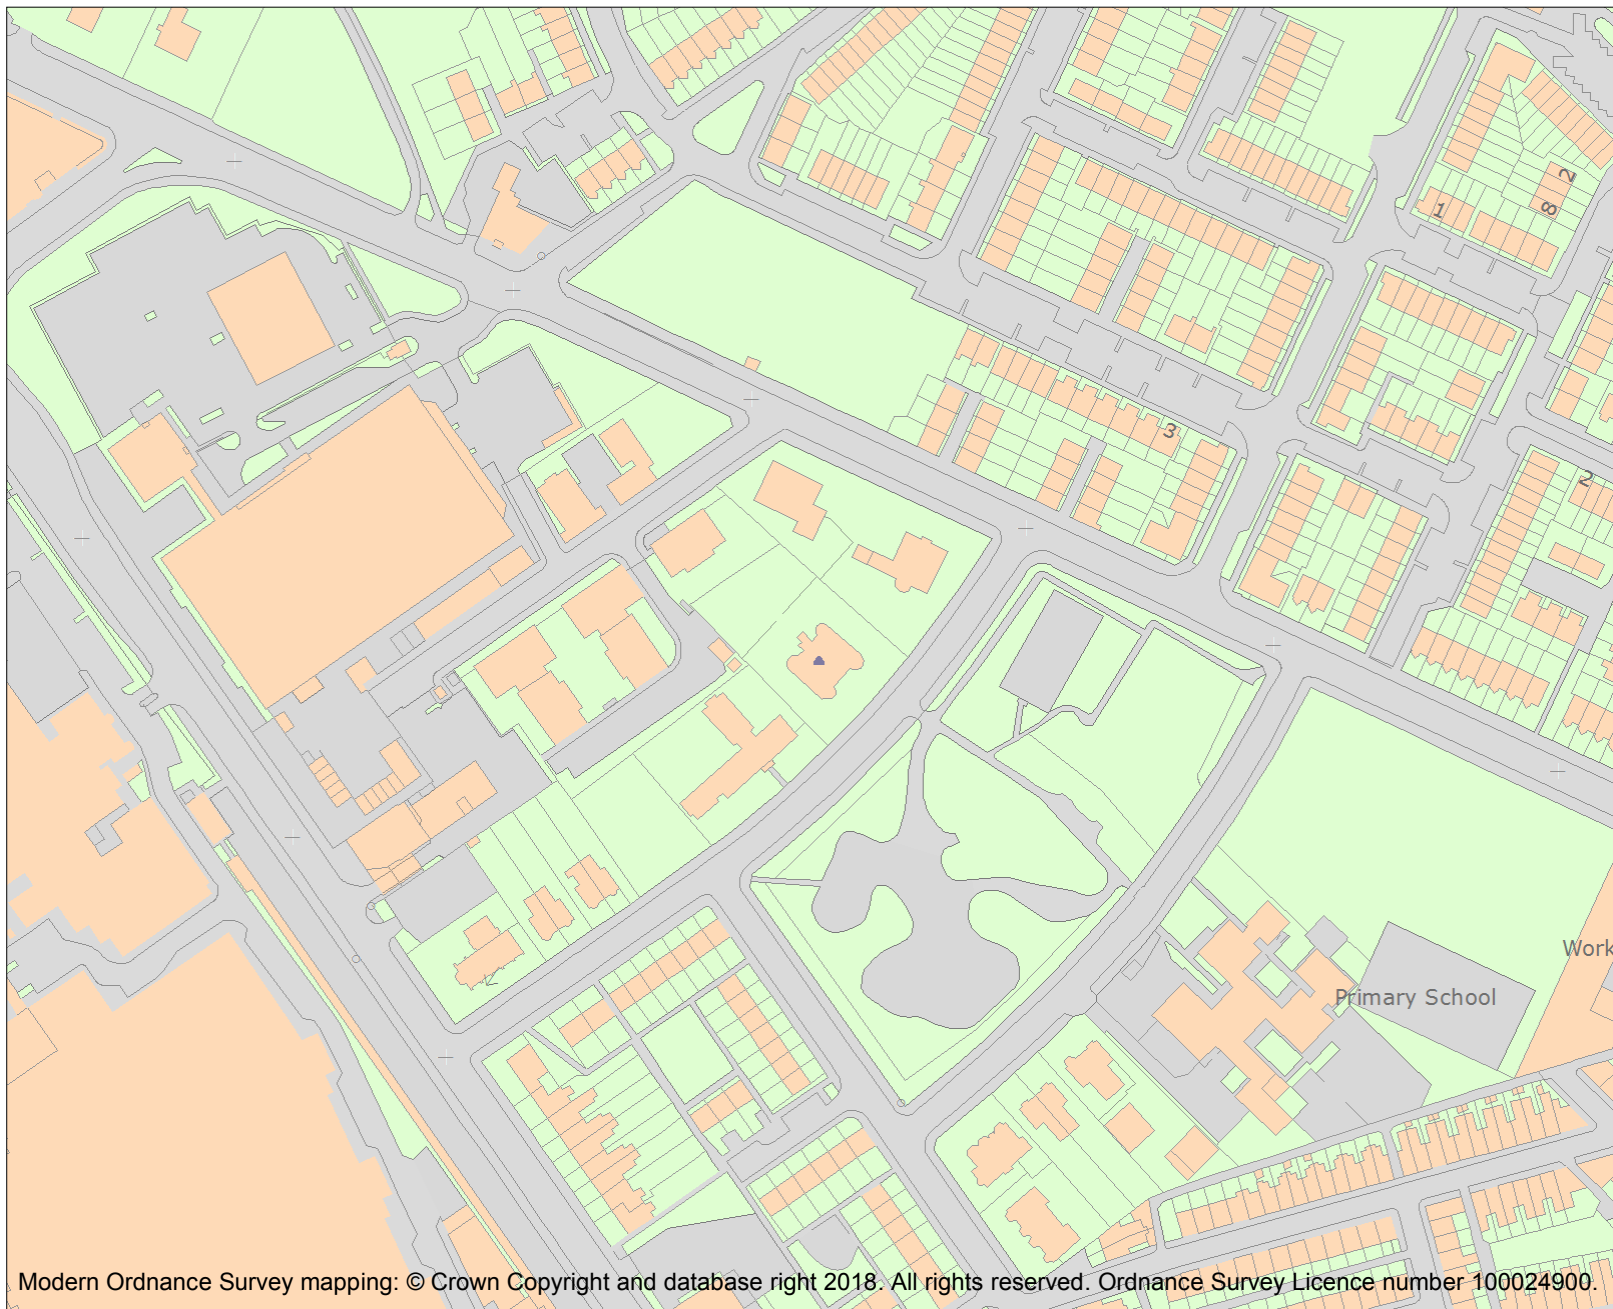 2
1
8
3
2
Work
Primary School
Modern Ordnance Survey mapping: © Crown Copyright and database right 2018. All rights reserved. Ordnance Survey Licence number 100024900.